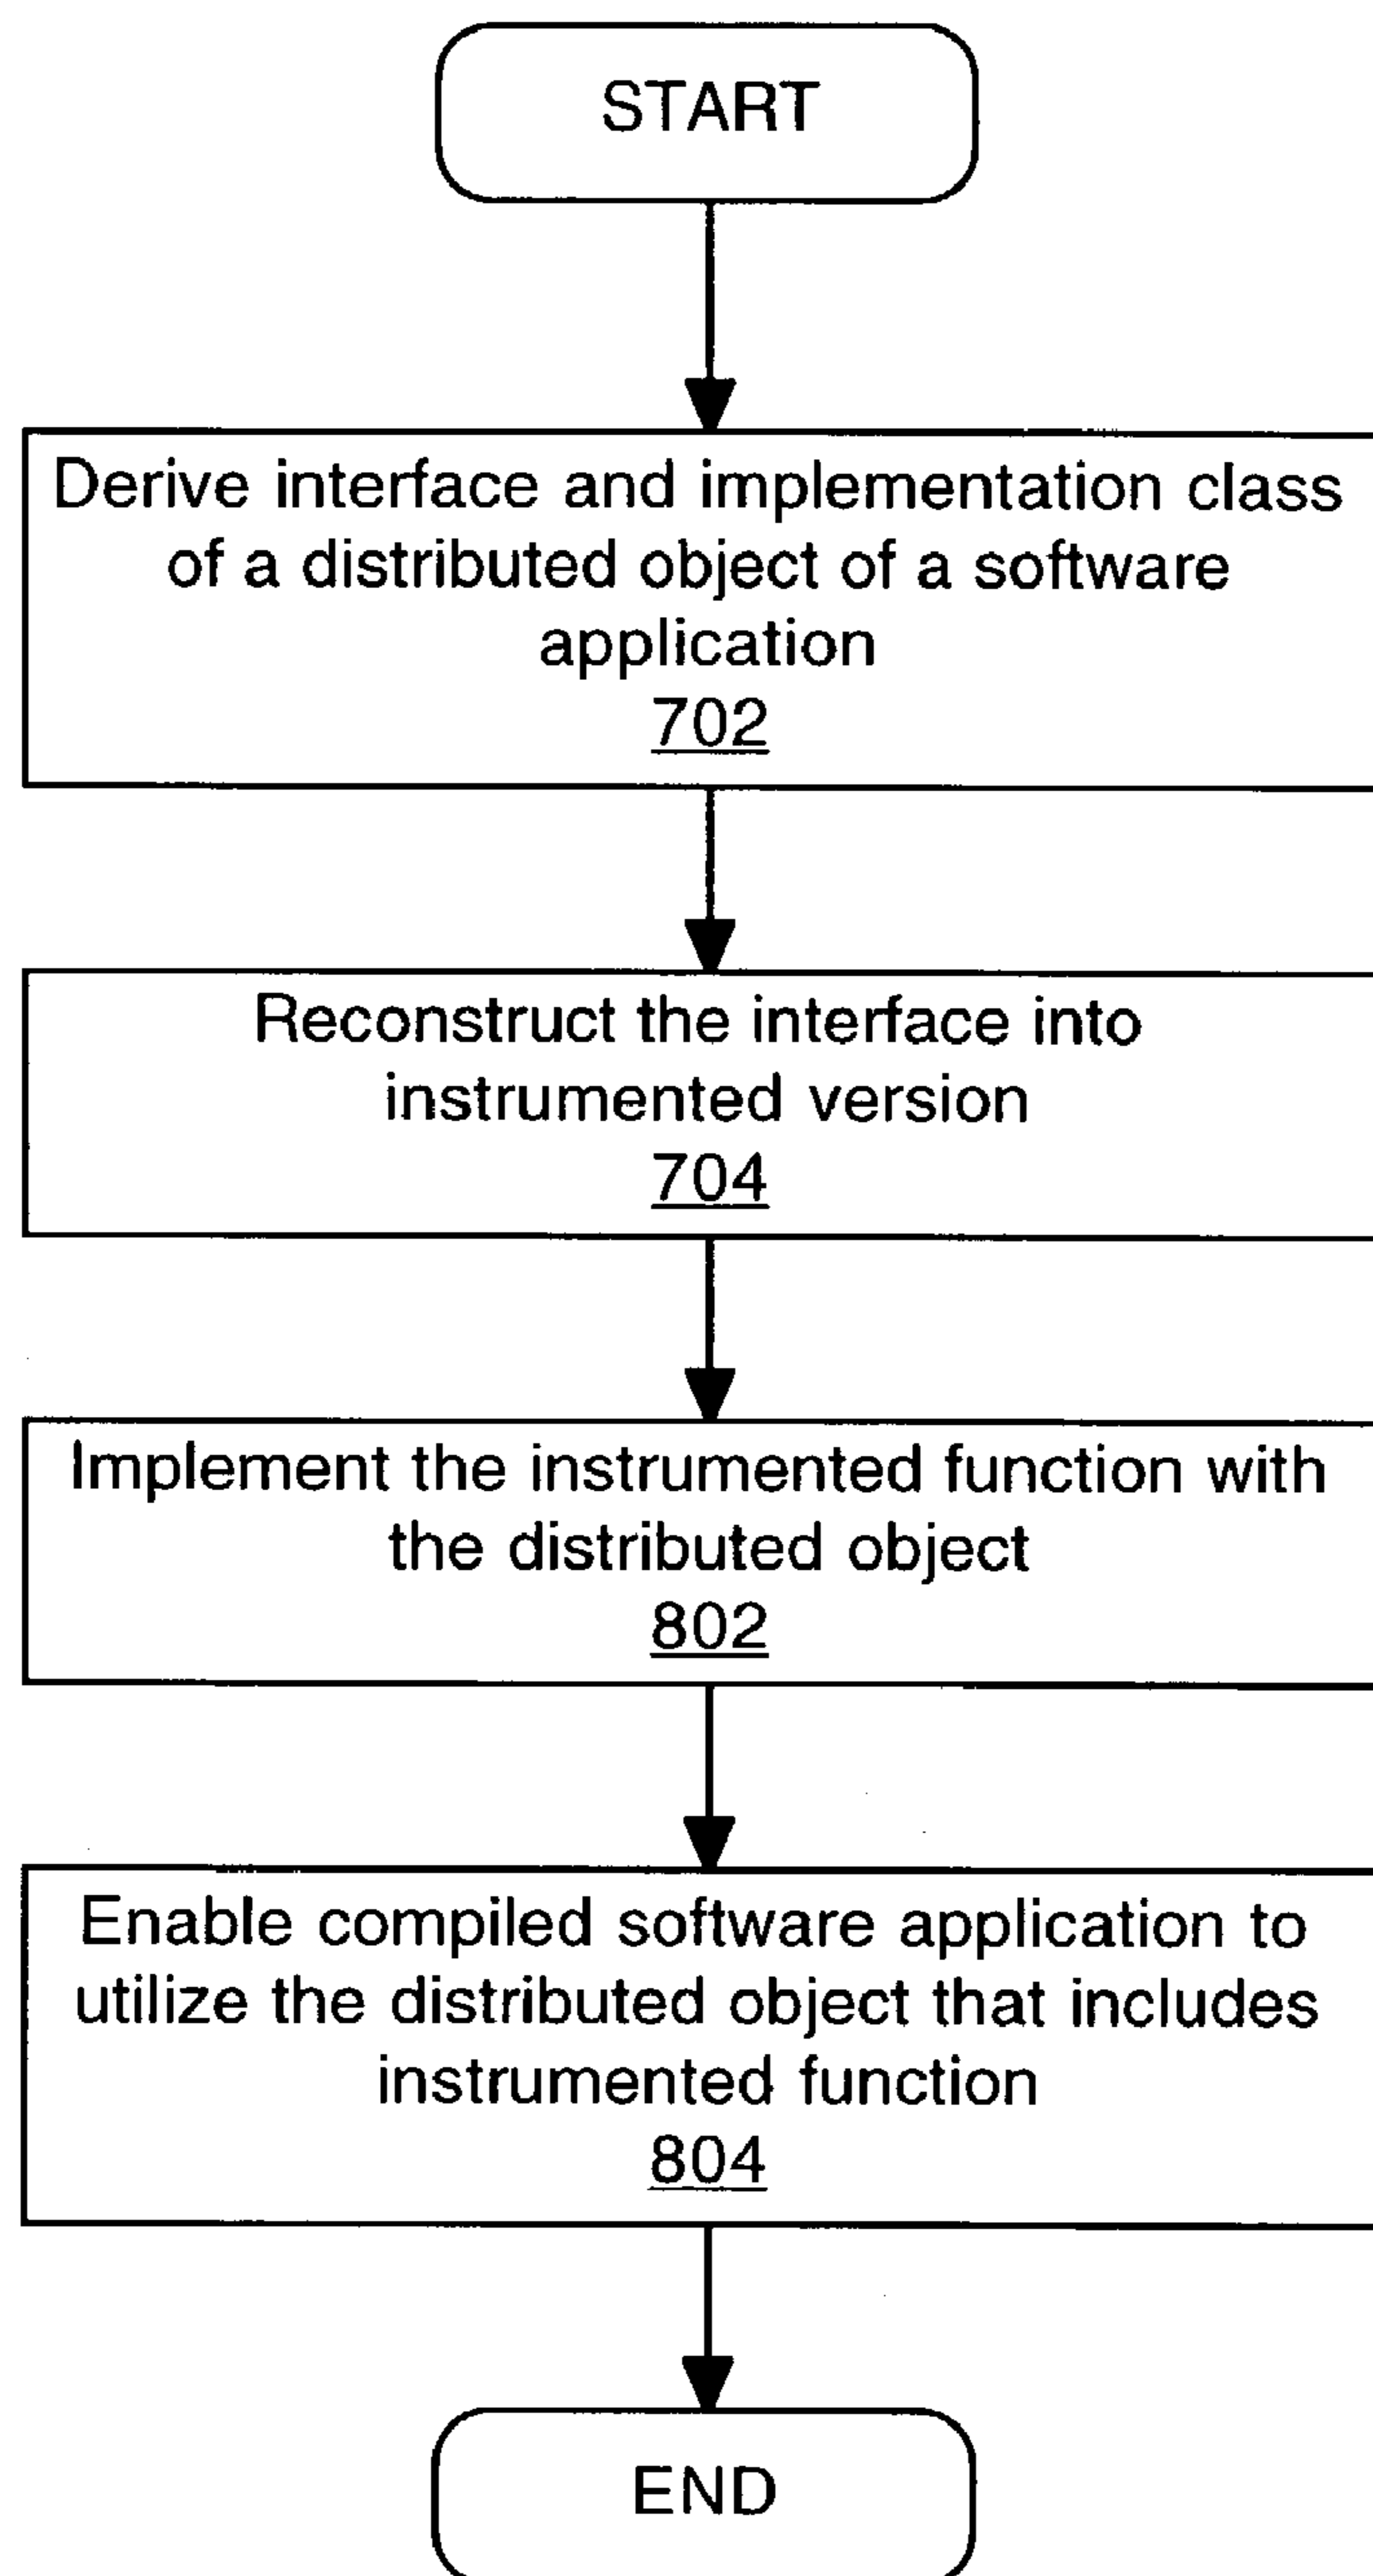 START
Derive interface and implementation class
of a distributed object of a software
application
702
Reconstruct the interface into
instrumented version
704
Implement the instrumented function with
the distributed object
802
Enable compiled software application to
utilize the distributed object that includes
instrumented function
804
END